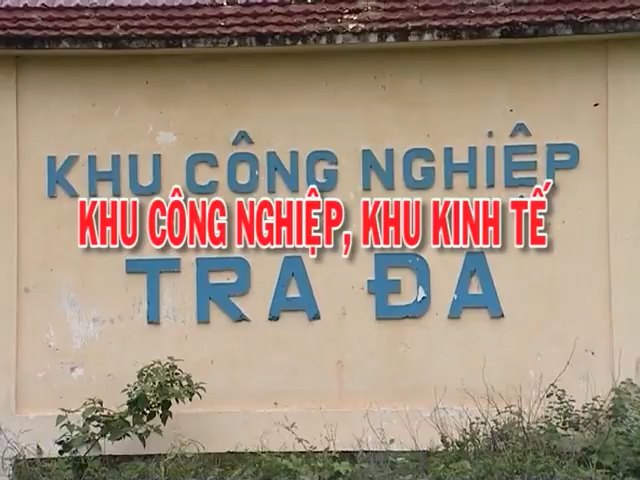 KHU CÔNG NGHIỆP
KHU CÔNG NGHIỆP, KHU KINH TẾ
TRA ĐA